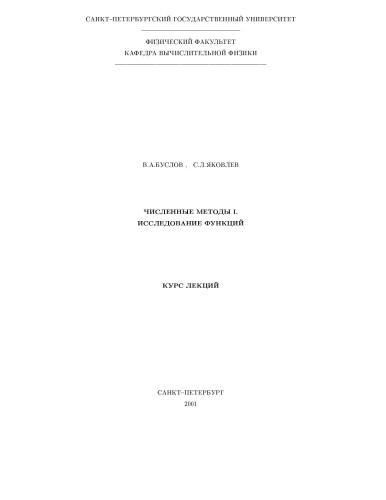 САНКТ–ПЕТЕРБУРГСКИЙ ГОСУДАРСТВЕННЫЙ УНИВЕРСИТЕТ
ФИЗИЧЕСКИЙ ФАКУЛЬТЕТ
КАФЕДРА ВЫЧИСЛИТЕЛЬНОЙ ФИЗИКИ
В.А.БУСЛОВ , С.Л.ЯКОВЛЕВ
ЧИСЛЕННЫЕ МЕТОДЫ I.
ИССЛЕДОВАНИЕ ФУНКЦИЙ
КУРС ЛЕКЦИЙ
САНКТ–ПЕТЕРБУРГ
2001